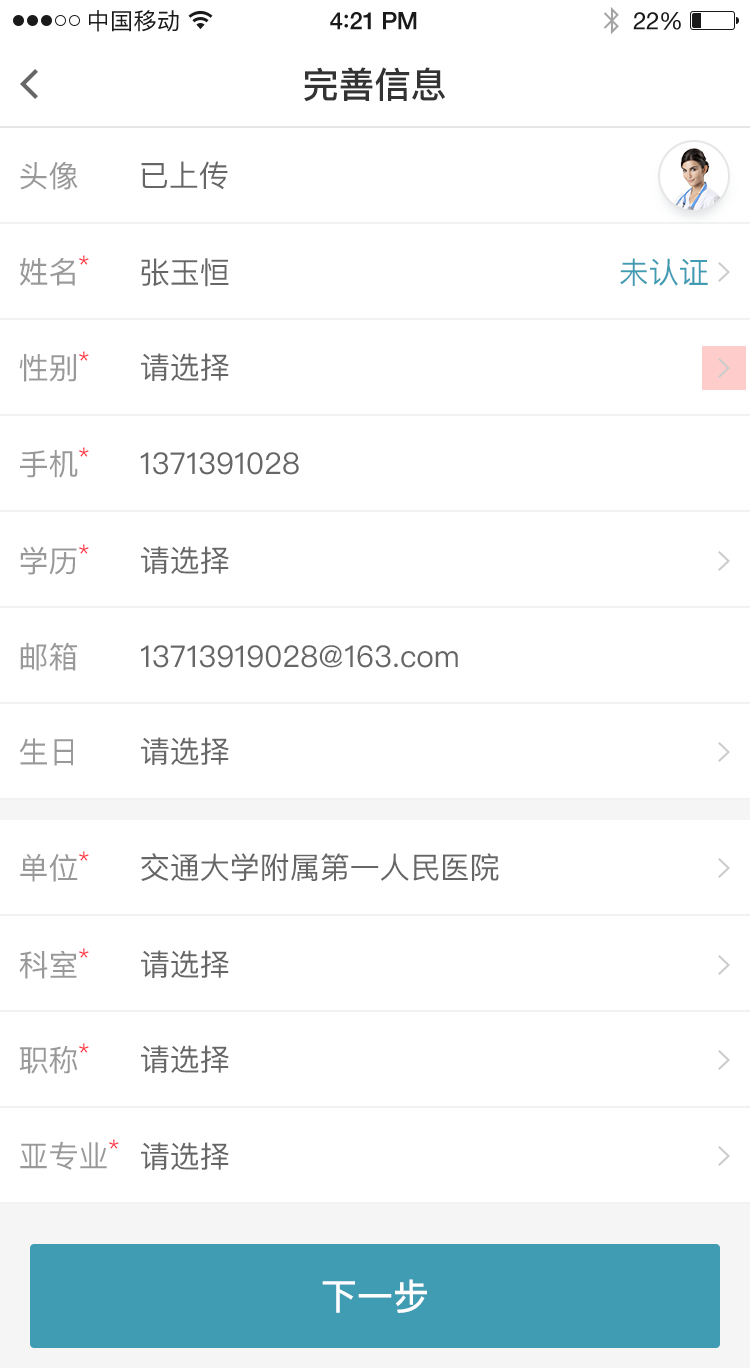 中国移动 4:21 PM 22%
完善信息
头像 已上传
姓名* 张玉恒 未认证
性别* 请选择
手机* 1371391028
学历* 请选择
邮箱 13713919028@163.com
生日 请选择
单位* 交通大学附属第一人民医院
科室* 请选择
职称* 请选择
亚专业* 请选择
下一步